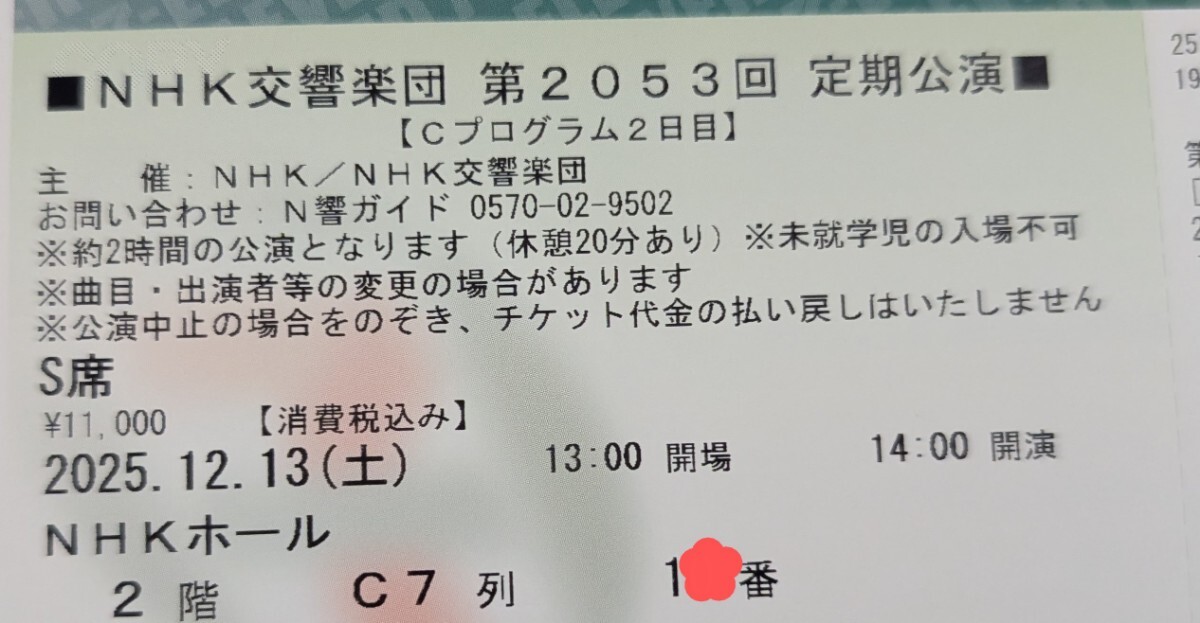 ■NHK交響楽団 第2053回 定期公演■
【Cプログラム2日目】
主　　催：NHK/NHK交響楽団
お問い合わせ：N響ガイド 0570-02-9502
※約2時間の公演となります（休憩20分あり）※未就学児の入場不可
※曲目・出演者等の変更の場合があります
※公演中止の場合をのぞき、チケット代金の払い戻しはいたしません
S席
¥11,000　【消費税込み】
2025.12.13(土)　13:00 開場　14:00 開演
NHKホール
2 階　C7 列　1 番
25
19
第